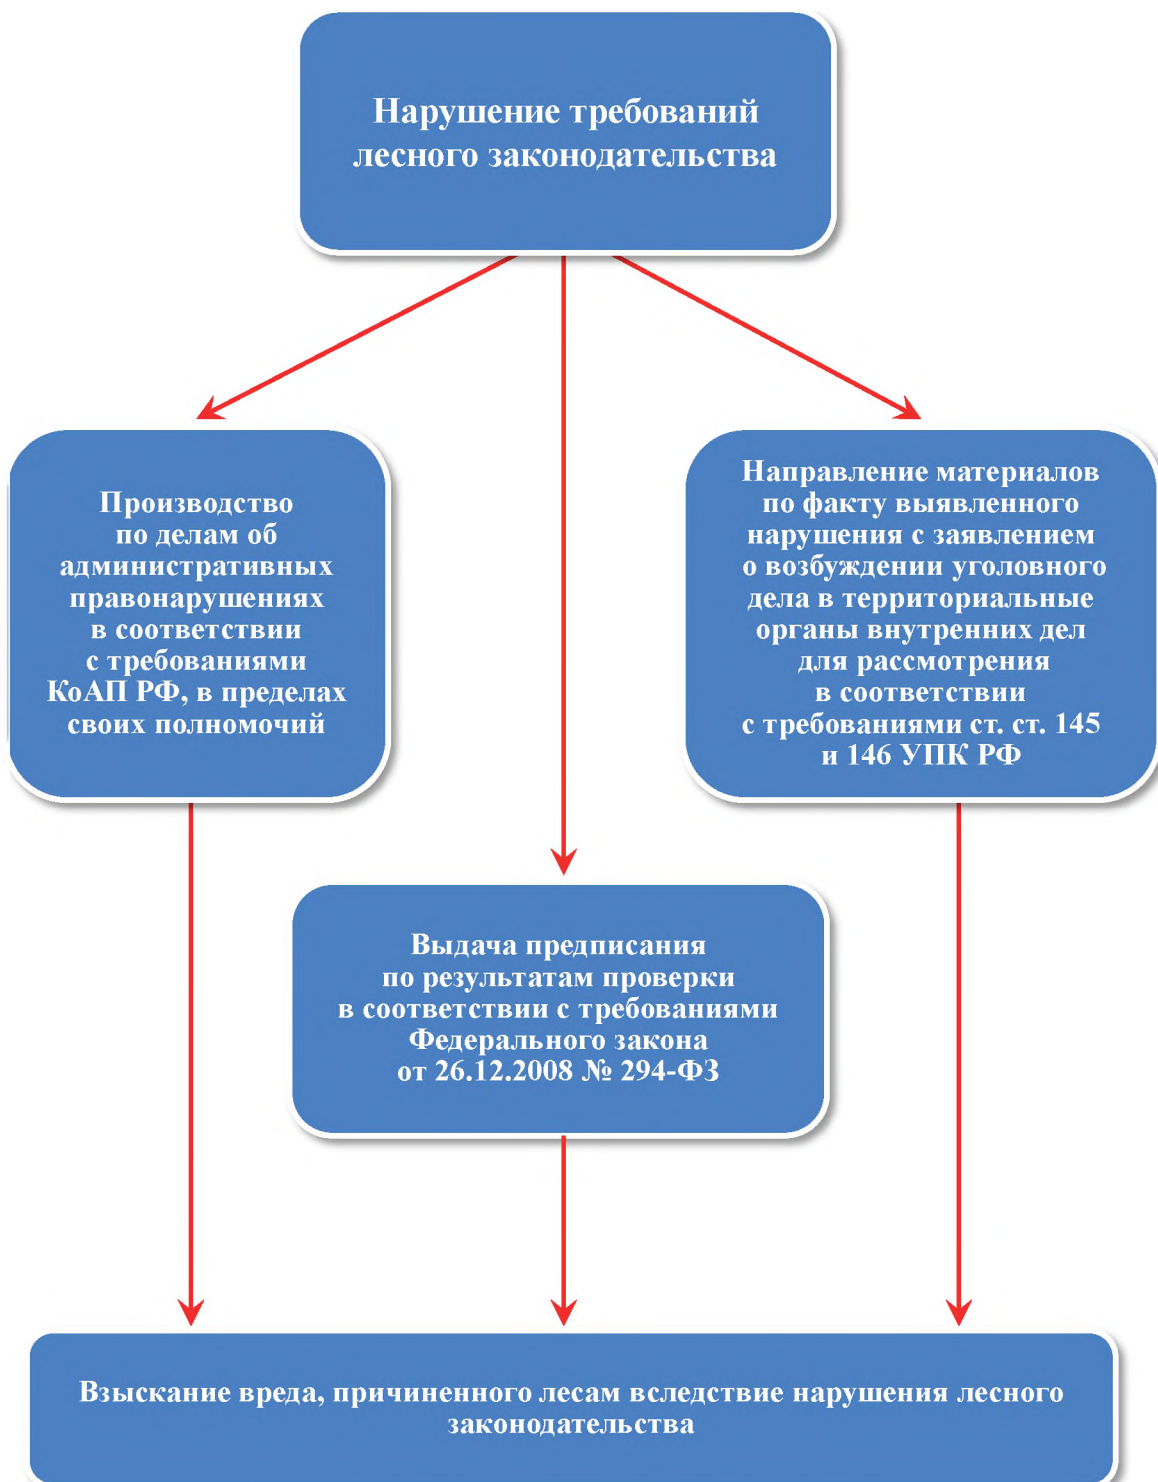 Нарушение требований
лесного законодательства
Производство
по делам об
административных
правонарушениях
в соответствии
с требованиями
КоАП РФ, в пределах
своих полномочий
Направление материалов
по факту выявленного
нарушения с заявлением
о возбуждении уголовного
дела в территориальные
органы внутренних дел
для рассмотрения
в соответствии
с требованиями ст. ст. 145
и 146 УПК РФ
Выдача предписания
по результатам проверки
в соответствии с требованиями
Федерального закона
от 26.12.2008 № 294-ФЗ
Взыскание вреда, причиненного лесам вследствие нарушения лесного
законодательства